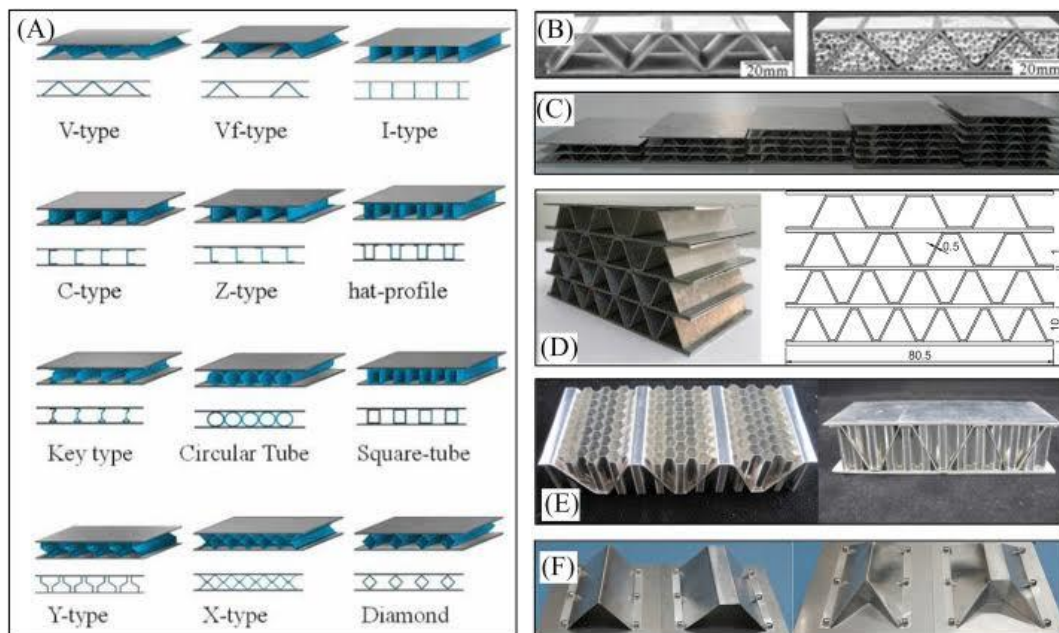 (A)
V-type
Vf-type
I-type
C-type
Z-type
hat-profile
Key type
Circular Tube
Square-tube
Y-type
X-type
Diamond
(B)
20mm
20mm
(C)
(D)
0.5
1
10
80.5
(E)
(F)